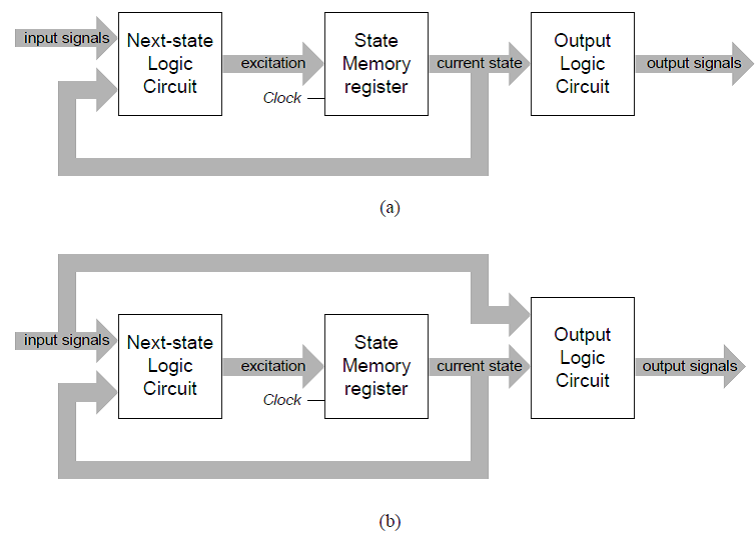 input signals
Next-state
Logic
Circuit
excitation
Clock
State
Memory
register
current state
Output
Logic
Circuit
output signals
(a)
input signals
Next-state
Logic
Circuit
excitation
Clock
State
Memory
register
current state
Output
Logic
Circuit
output signals
(b)